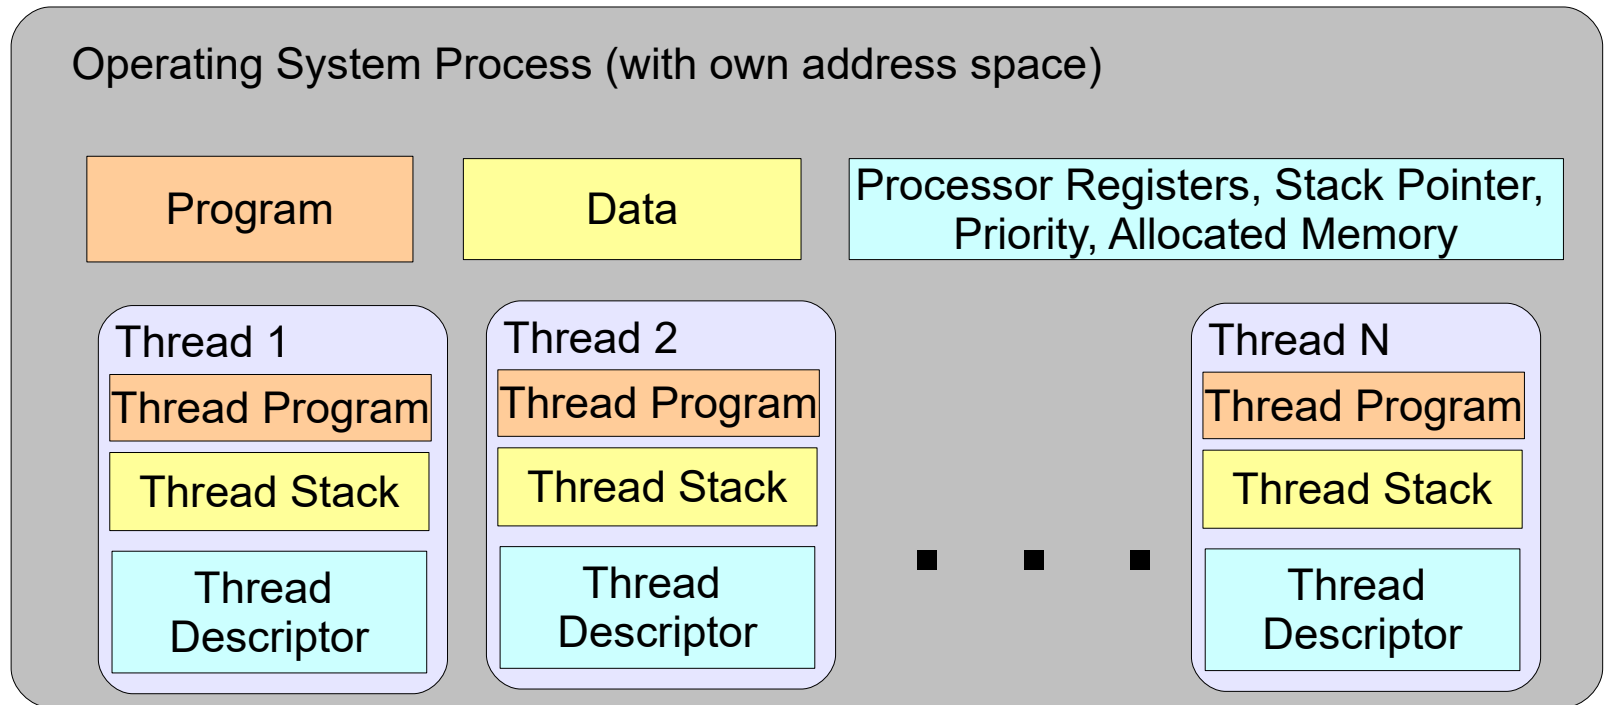 Operating System Process (with own address space)
Program
Data
Processor Registers, Stack Pointer,
Priority, Allocated Memory
Thread 1
Thread Program
Thread Stack
Thread
Descriptor
Thread 2
Thread Program
Thread Stack
Thread
Descriptor
Thread N
Thread Program
Thread Stack
Thread
Descriptor